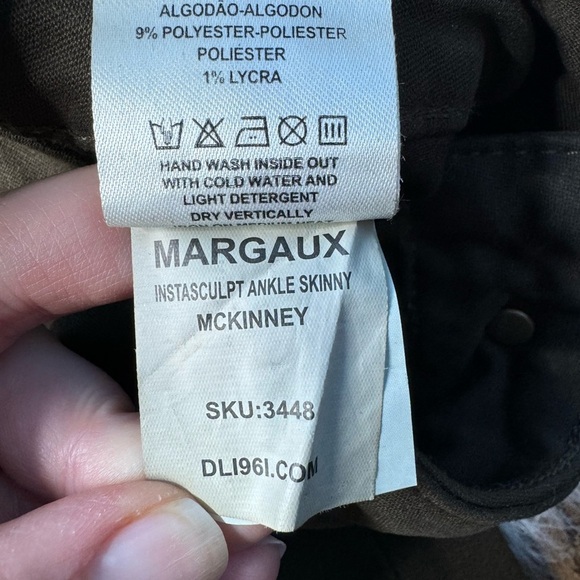 ALGODÃO-ALGODON
9% POLYESTER-POLIESTER
POLIÉSTER
1% LYCRA
HAND WASH INSIDE OUT
WITH COLD WATER AND
LIGHT DETERGENT
DRY VERTICALLY
MARGAUX
INSTASCULPT ANKLE SKINNY
MCKINNEY
SKU:3448
DL1961.COM